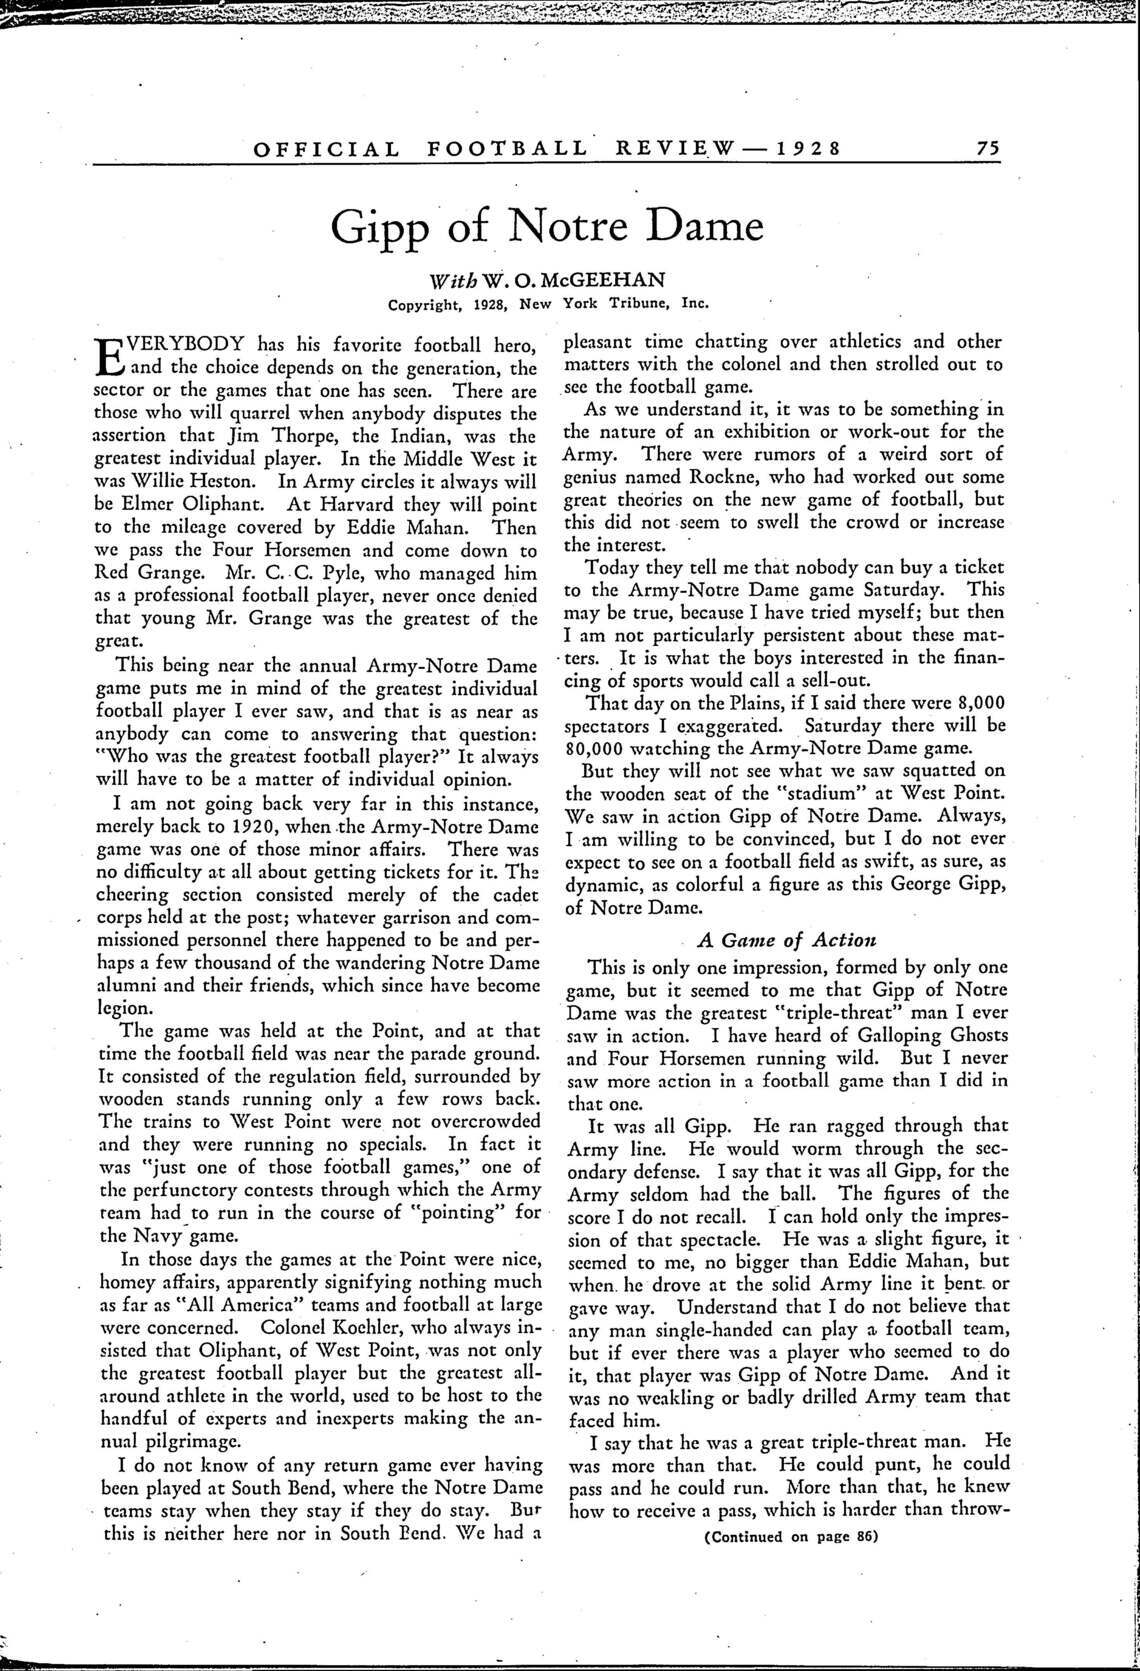 OFFICIAL FOOTBALL REVIEW—1928 75
Gipp of Notre Dame
With W. O. McGEEHAN
Copyright, 1928, New York Tribune, Inc.
EVERYBODY has his favorite football hero,
and the choice depends on the generation, the
sector or the games that one has seen. There are
those who will quarrel when anybody disputes the
assertion that Jim Thorpe, the Indian, was the
greatest individual player. In the Middle West it
was Willie Heston. In Army circles it always will
be Elmer Oliphant. At Harvard they will point
to the mileage covered by Eddie Mahan. Then
we pass the Four Horsemen and come down to
Red Grange. Mr. C. C. Pyle, who managed him
as a professional football player, never once denied
that young Mr. Grange was the greatest of the
great.
This being near the annual Army-Notre Dame
game puts me in mind of the greatest individual
football player I ever saw, and that is as near as
anybody can come to answering that question:
"Who was the greatest football player?" It always
will have to be a matter of individual opinion.
I am not going back very far in this instance,
merely back to 1920, when the Army-Notre Dame
game was one of those minor affairs. There was
no difficulty at all about getting tickets for it. The
cheering section consisted merely of the cadet
corps held at the post; whatever garrison and com-
missioned personnel there happened to be and per-
haps a few thousand of the wandering Notre Dame
alumni and their friends, which since have become
legion.
The game was held at the Point, and at that
time the football field was near the parade ground.
It consisted of the regulation field, surrounded by
wooden stands running only a few rows back.
The trains to West Point were not overcrowded
and they were running no specials. In fact it
was "just one of those football games," one of
the perfunctory contests through which the Army
team had to run in the course of "pointing" for
the Navy game.
In those days the games at the Point were nice,
homey affairs, apparently signifying nothing much
as far as "All America" teams and football at large
were concerned. Colonel Koehler, who always in-
sisted that Oliphant, of West Point, was not only
the greatest football player but the greatest all-
around athlete in the world, used to be host to the
handful of experts and inexperts making the an-
nual pilgrimage.
I do not know of any return game ever having
been played at South Bend, where the Notre Dame
teams stay when they stay if they do stay. But
this is neither here nor in South Bend. We had a
pleasant time chatting over athletics and other
matters with the colonel and then strolled out to
see the football game.
As we understand it, it was to be something in
the nature of an exhibition or work-out for the
Army. There were rumors of a weird sort of
genius named Rockne, who had worked out some
great theories on the new game of football, but
this did not seem to swell the crowd or increase
the interest.
Today they tell me that nobody can buy a ticket
to the Army-Notre Dame game Saturday. This
may be true, because I have tried myself; but then
I am not particularly persistent about these mat-
ters. It is what the boys interested in the finan-
cing of sports would call a sell-out.
That day on the Plains, if I said there were 8,000
spectators I exaggerated. Saturday there will be
80,000 watching the Army-Notre Dame game.
But they will not see what we saw squatted on
the wooden seat of the "stadium" at West Point.
We saw in action Gipp of Notre Dame. Always,
I am willing to be convinced, but I do not ever
expect to see on a football field as swift, as sure, as
dynamic, as colorful a figure as this George Gipp,
of Notre Dame.
A Game of Action
This is only one impression, formed by only one
game, but it seemed to me that Gipp of Notre
Dame was the greatest "triple-threat" man I ever
saw in action. I have heard of Galloping Ghosts
and Four Horsemen running wild. But I never
saw more action in a football game than I did in
that one.
It was all Gipp. He ran ragged through that
Army line. He would worm through the sec-
ondary defense. I say that it was all Gipp, for the
Army seldom had the ball. The figures of the
score I do not recall. I can hold only the impres-
sion of that spectacle. He was a slight figure, it
seemed to me, no bigger than Eddie Mahan, but
when he drove at the solid Army line it bent or
gave way. Understand that I do not believe that
any man single-handed can play a football team,
but if ever there was a player who seemed to do
it, that player was Gipp of Notre Dame. And it
was no weakling or badly drilled Army team that
faced him.
I say that he was a great triple-threat man. He
was more than that. He could punt, he could
pass and he could run. More than that, he knew
how to receive a pass, which is harder than throw-
(Continued on page 86)